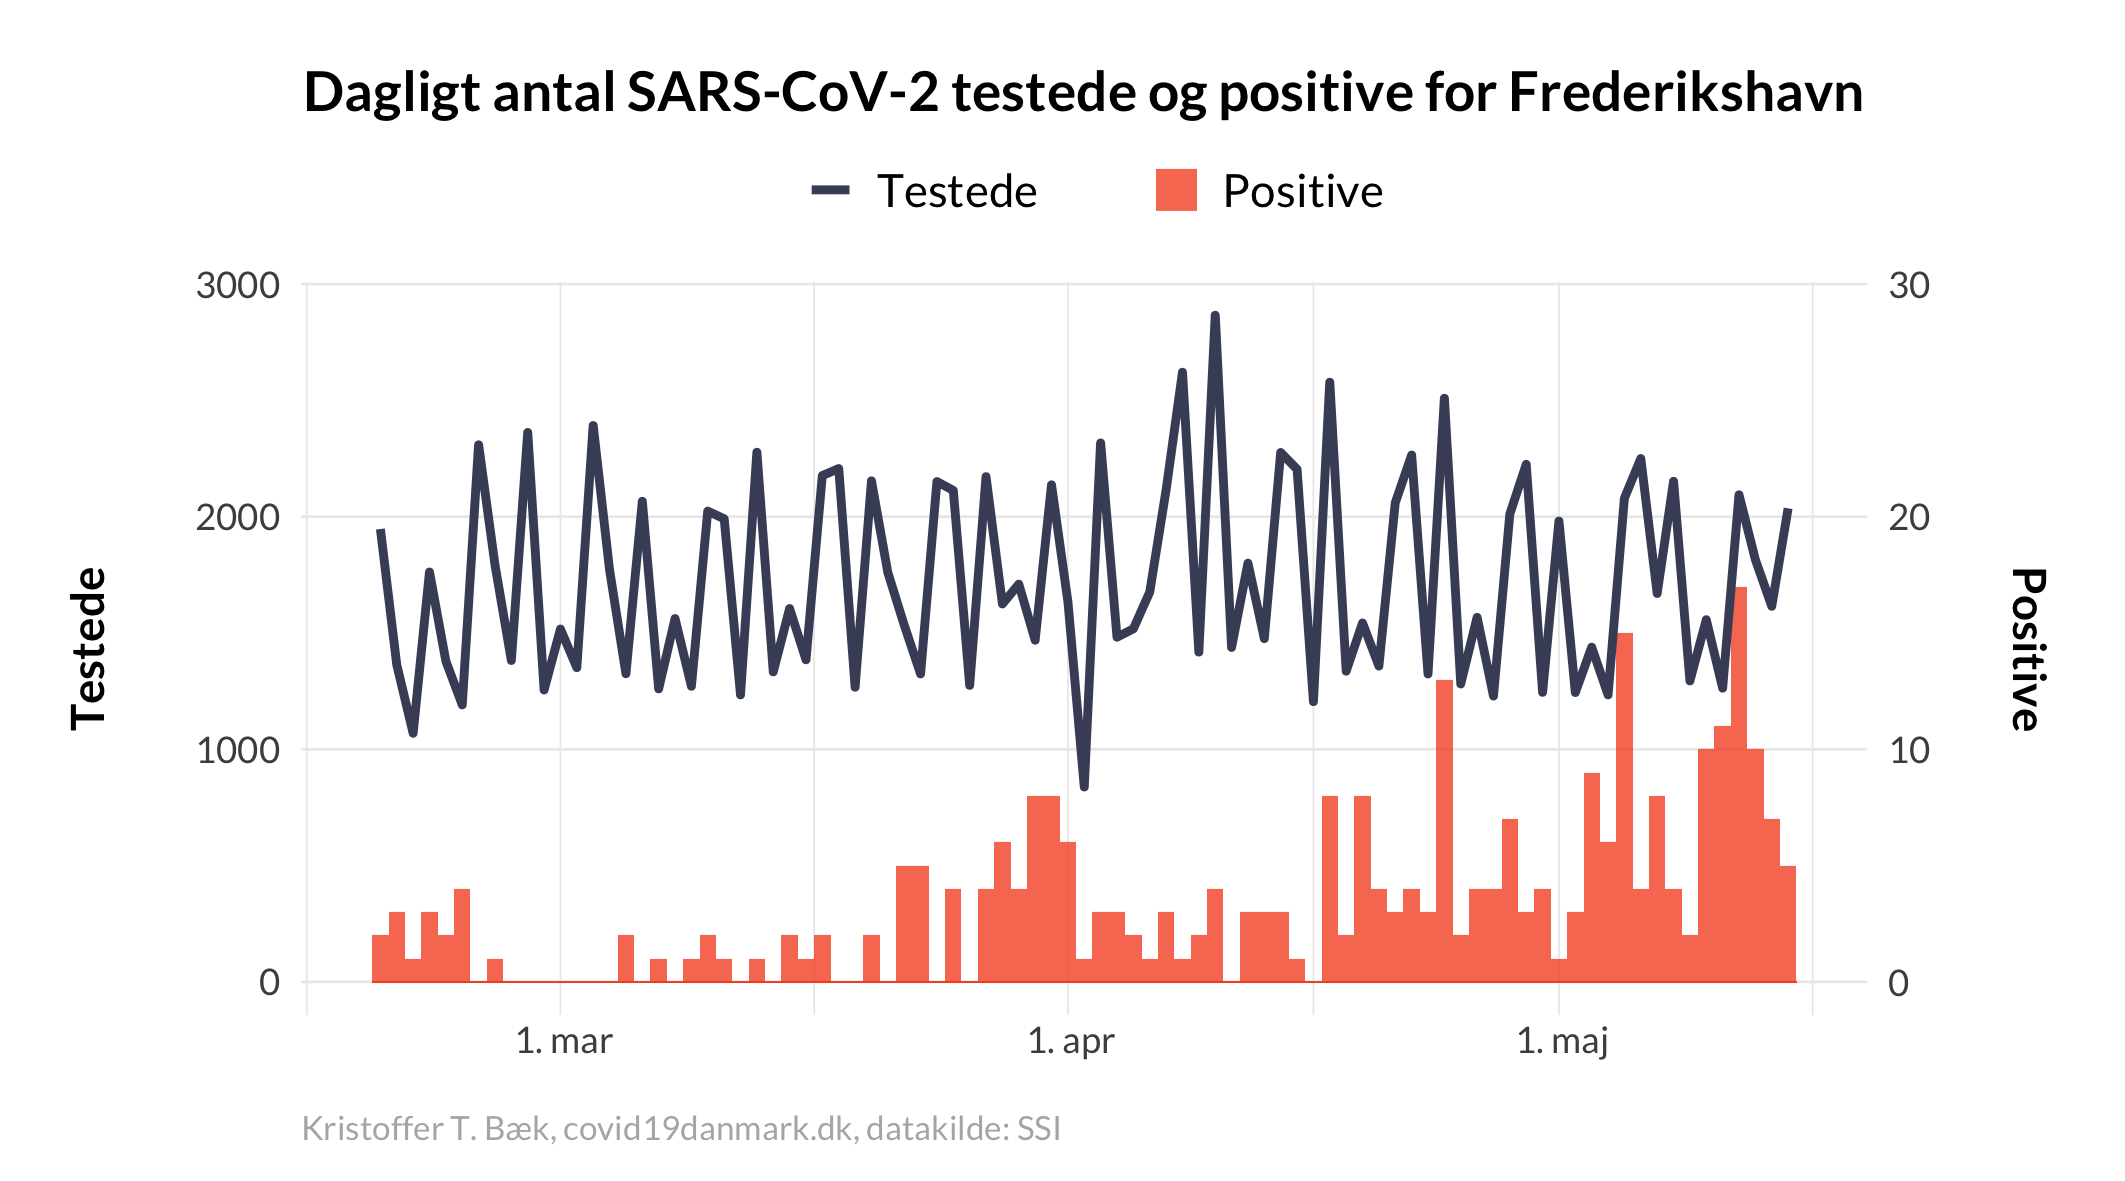 Dagligt antal SARS-CoV-2 testede og positive for Frederikshavn
Testede
Positive
3000
2000
1000
0
30
20
10
0
Testede
Positive
1. mar
1. apr
1. maj
Kristoffer T. Bæk, covid19danmark.dk, datakilde: SSI